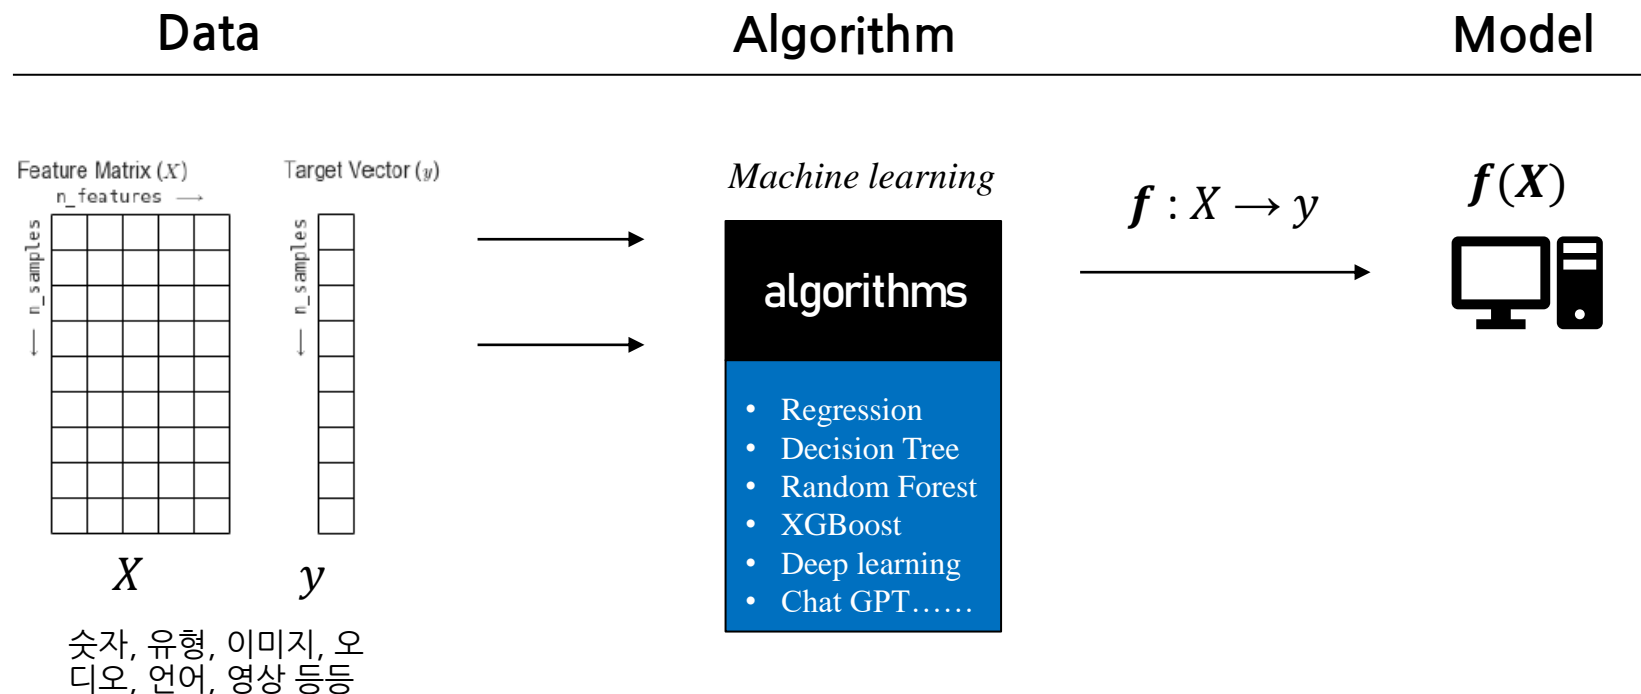 Data
Algorithm
Model
Feature Matrix (X)
n_features →
← n_samples
X
Target Vector (y)
← n_samples
y
숫자, 유형, 이미지, 오
디오, 언어, 영상 등등
Machine learning
algorithms
• Regression
• Decision Tree
• Random Forest
• XGBoost
• Deep learning
• Chat GPT……
f : X → y
f(X)